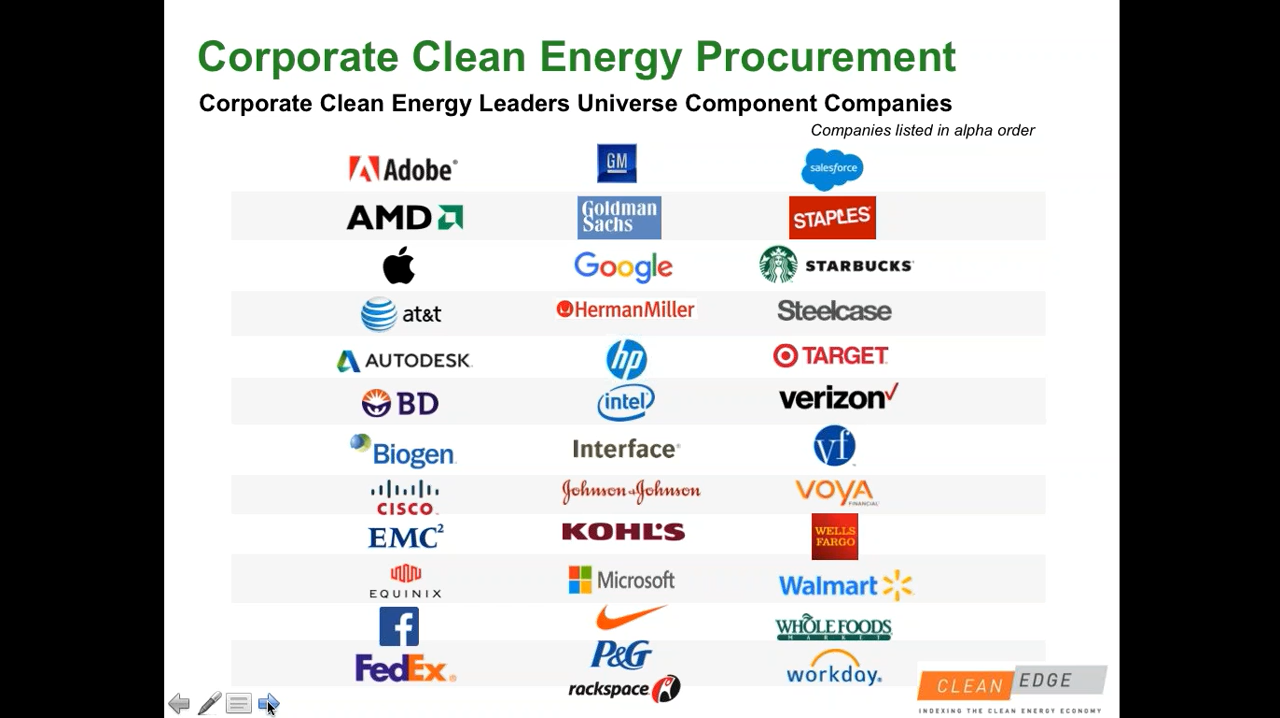 Corporate Clean Energy Procurement
Corporate Clean Energy Leaders Universe Component Companies
Companies listed in alpha order
Adobe®
GM
salesforce
AMD
Goldman
Sachs
STAPLES
Google
STARBUCKS
at&t
HermanMiller
Steelcase
AUTODESK
hp
TARGET
BD
intel
verizon
Biogen
Interface®
vf
CISCO
Johnson & Johnson
VOYA
FINANCIAL
EMC²
KOHL'S
WELLS
FARGO
EQUINIX
Microsoft
Walmart
f
WHOLE FOODS
MARKET
FedEx®
P&G
workday
rackspace
CLEAN EDGE
INDEXING THE CLEAN ENERGY ECONOMY